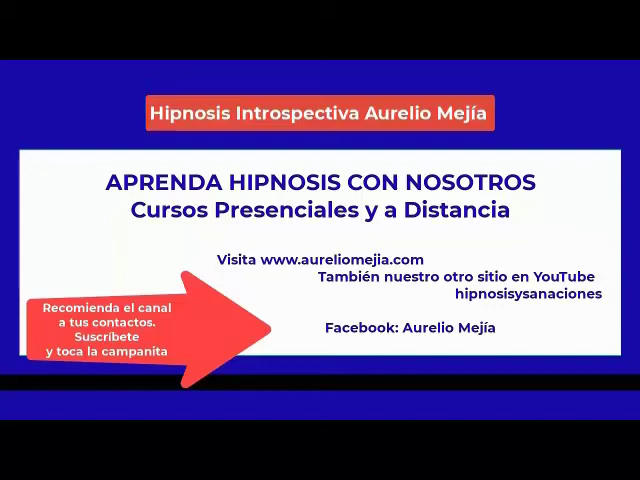 Hipnosis Introspectiva Aurelio Mejía
APRENDA HIPNOSIS CON NOSOTROS
Cursos Presenciales y a Distancia
Visita www.aureliomejia.com
También nuestro otro sitio en YouTube
hipnosisysanaciones
Facebook: Aurelio Mejía
Recomienda el canal
a tus contactos.
Suscríbete
y toca la campanita